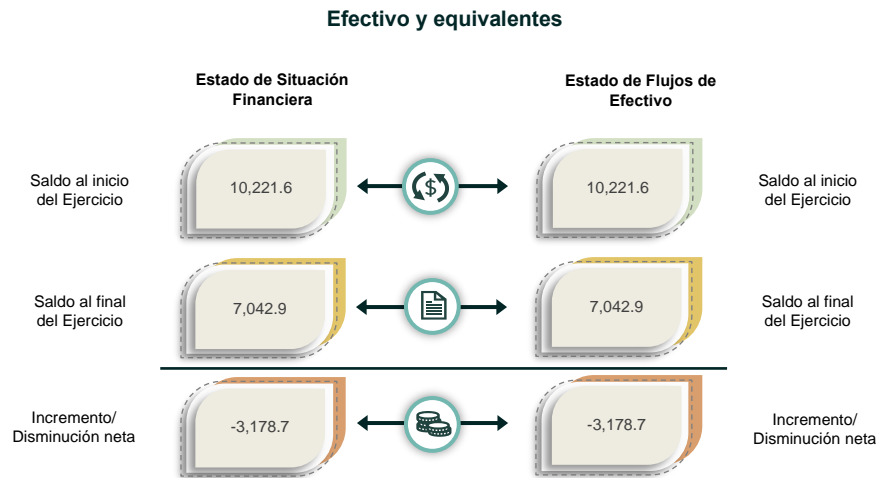 Efectivo y equivalentes
Estado de Situación
Financiera
Estado de Flujos de
Efectivo
Saldo al inicio
del Ejercicio
10,221.6
$
10,221.6
Saldo al inicio
del Ejercicio
Saldo al final
del Ejercicio
7,042.9
7,042.9
Saldo al final
del Ejercicio
Incremento/
Disminución neta
-3,178.7
-3,178.7
Incremento/
Disminución neta